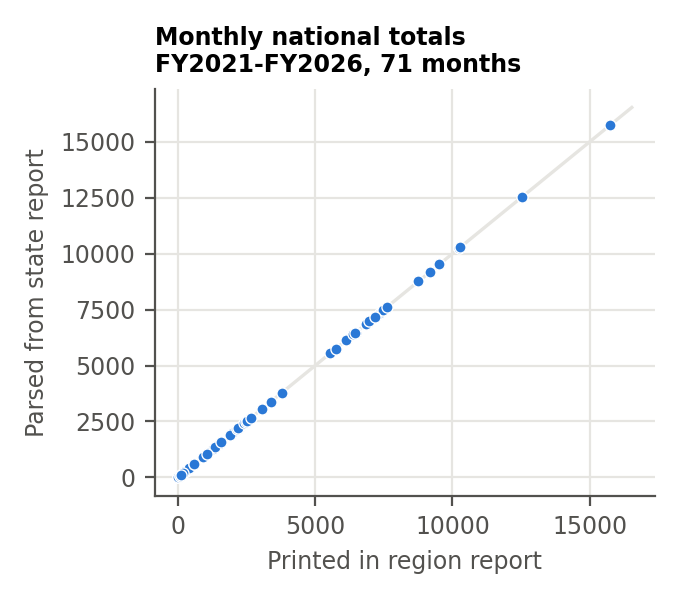 Monthly national totals
FY2021-FY2026, 71 months
15000
12500
10000
7500
5000
2500
0
Parsed from state report
0
5000
10000
15000
Printed in region report